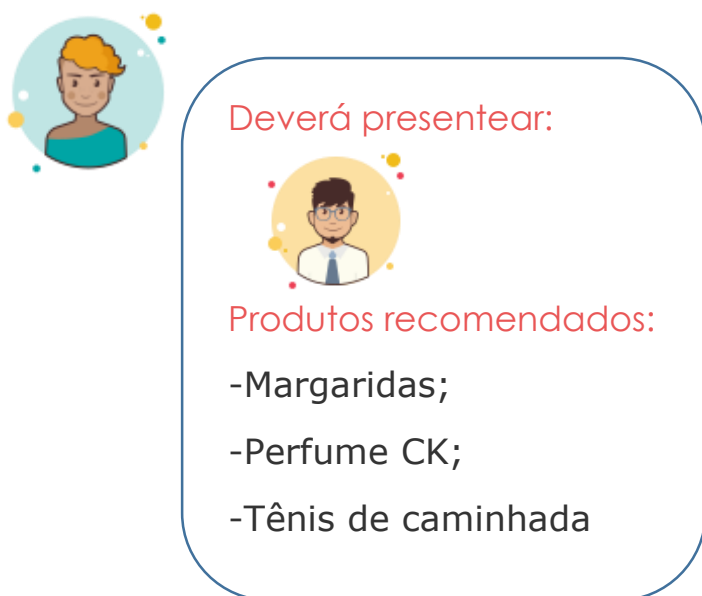 Deverá presentear:
Produtos recomendados:
-Margaridas;
-Perfume CK;
-Tênis de caminhada